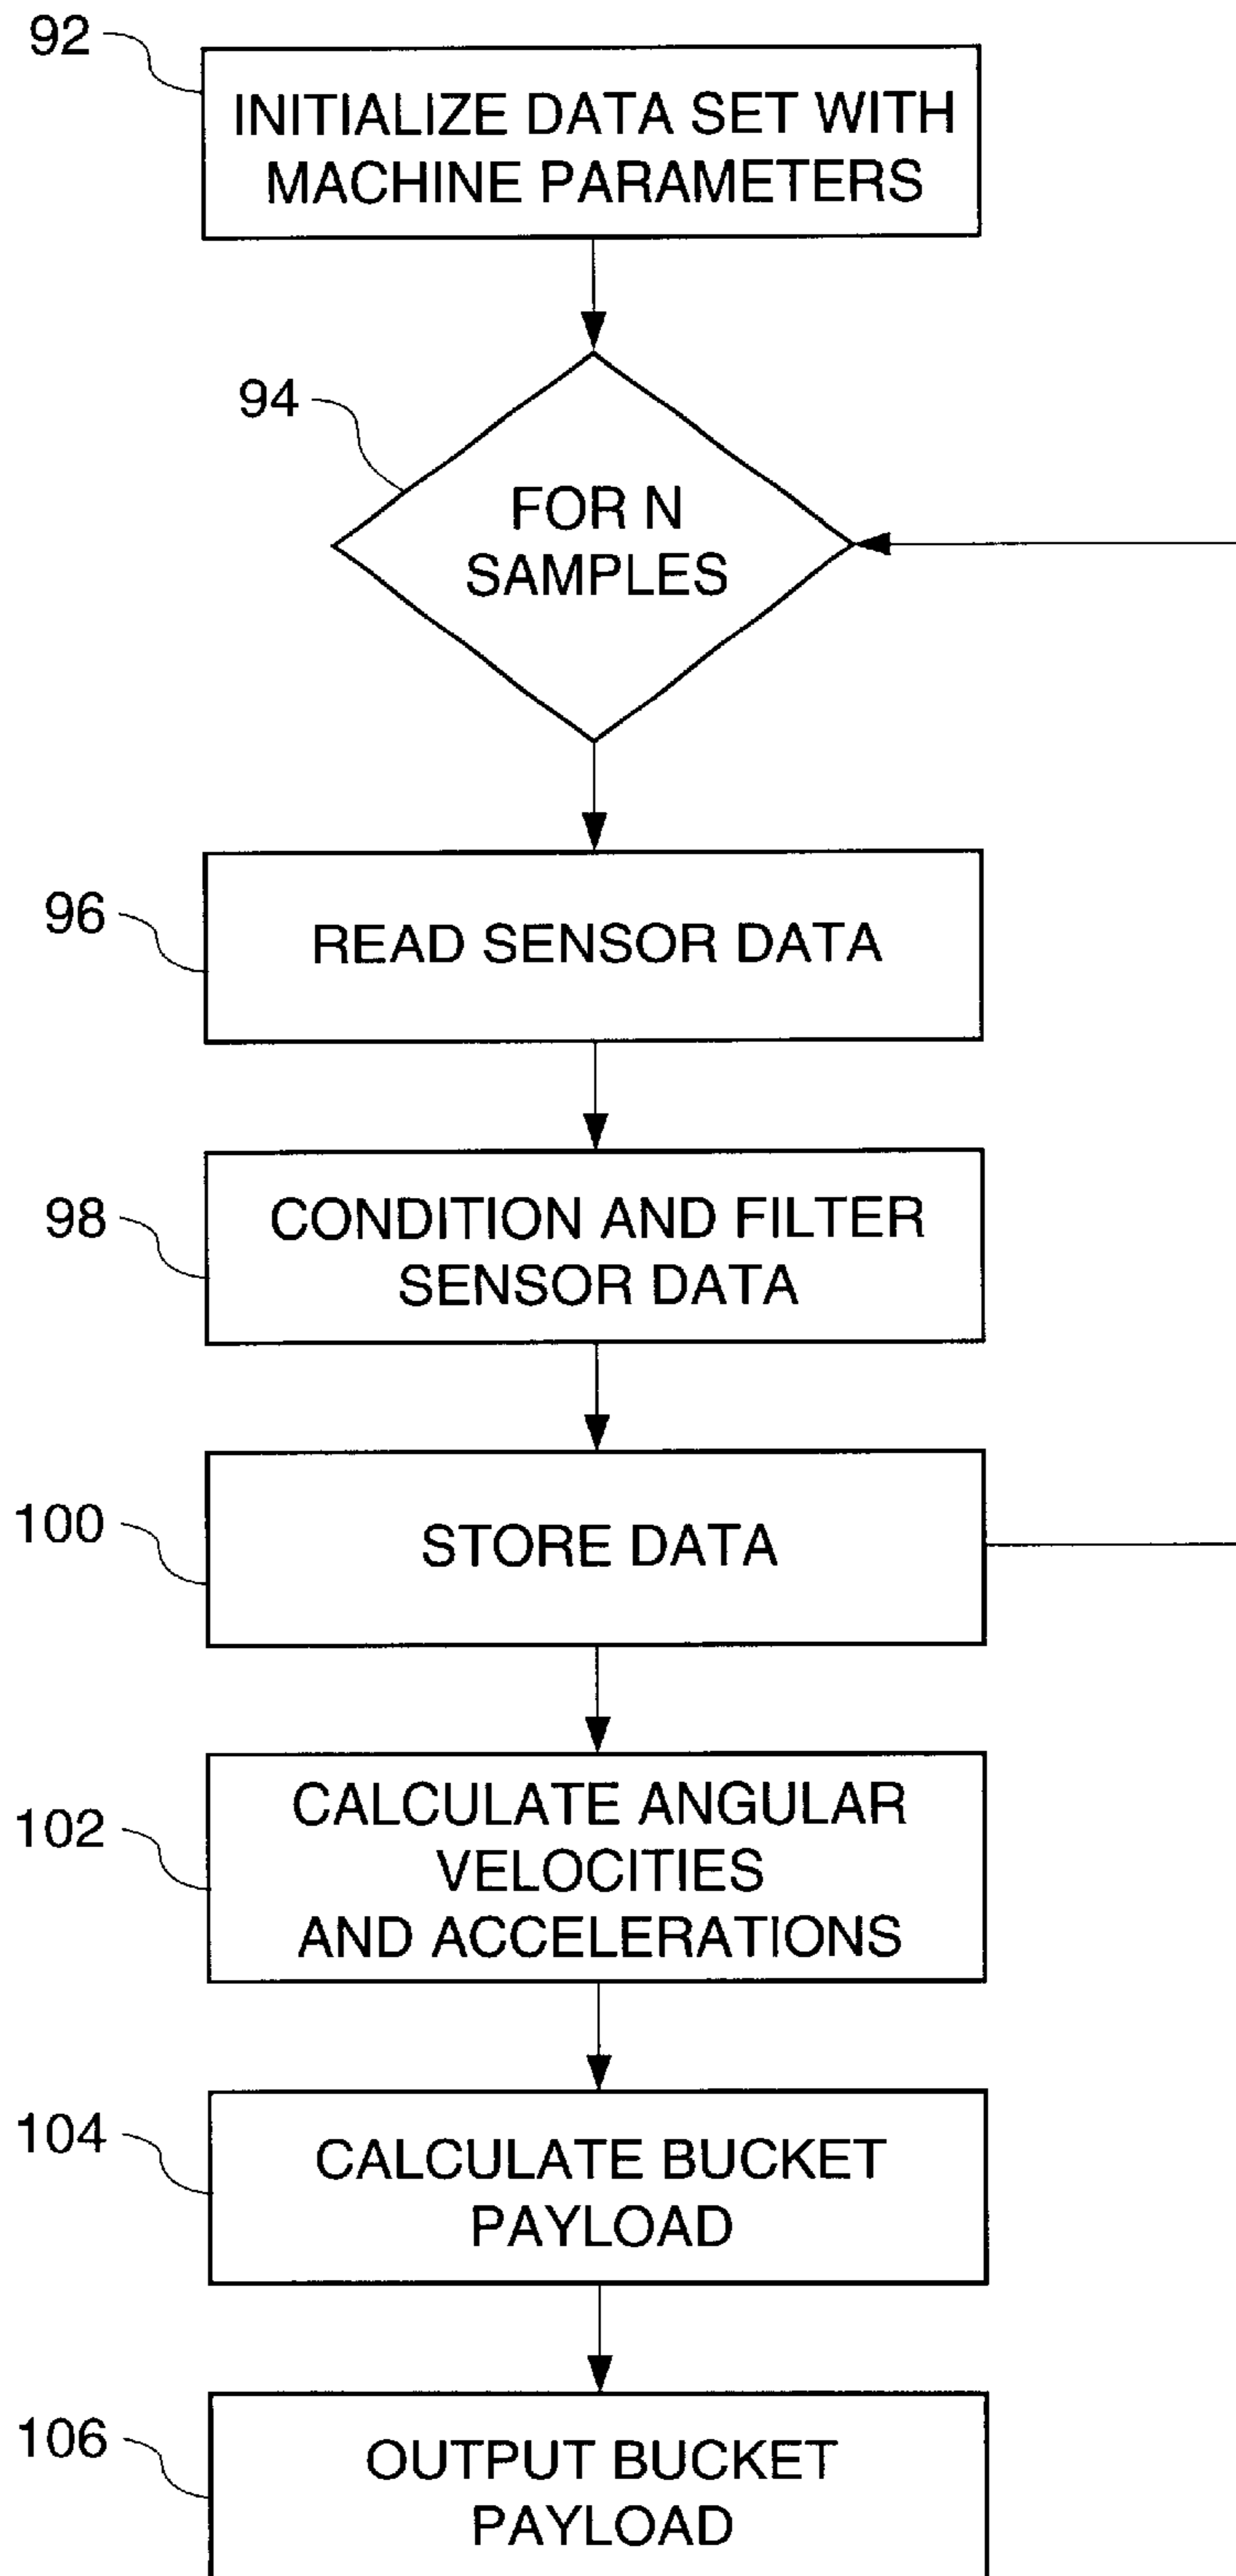 92
INITIALIZE DATA SET WITH
MACHINE PARAMETERS
94
FOR N
SAMPLES
96
READ SENSOR DATA
98
CONDITION AND FILTER
SENSOR DATA
100
STORE DATA
102
CALCULATE ANGULAR
VELOCITIES
AND ACCELERATIONS
104
CALCULATE BUCKET
PAYLOAD
106
OUTPUT BUCKET
PAYLOAD